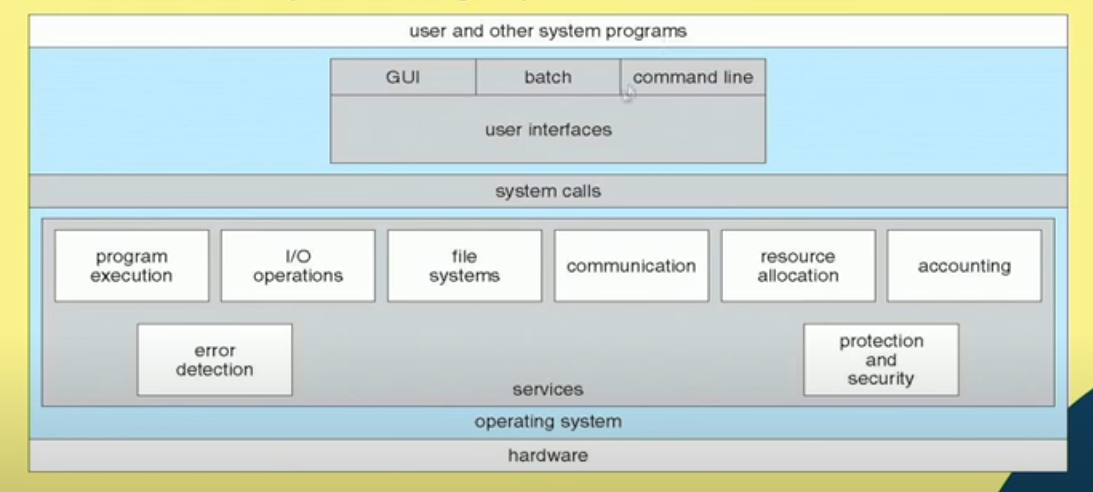 user and other system programs
GUI
batch
command line
user interfaces
system calls
program
execution
I/O
operations
file
systems
communication
resource
allocation
accounting
error
detection
protection
and
security
services
operating system
hardware